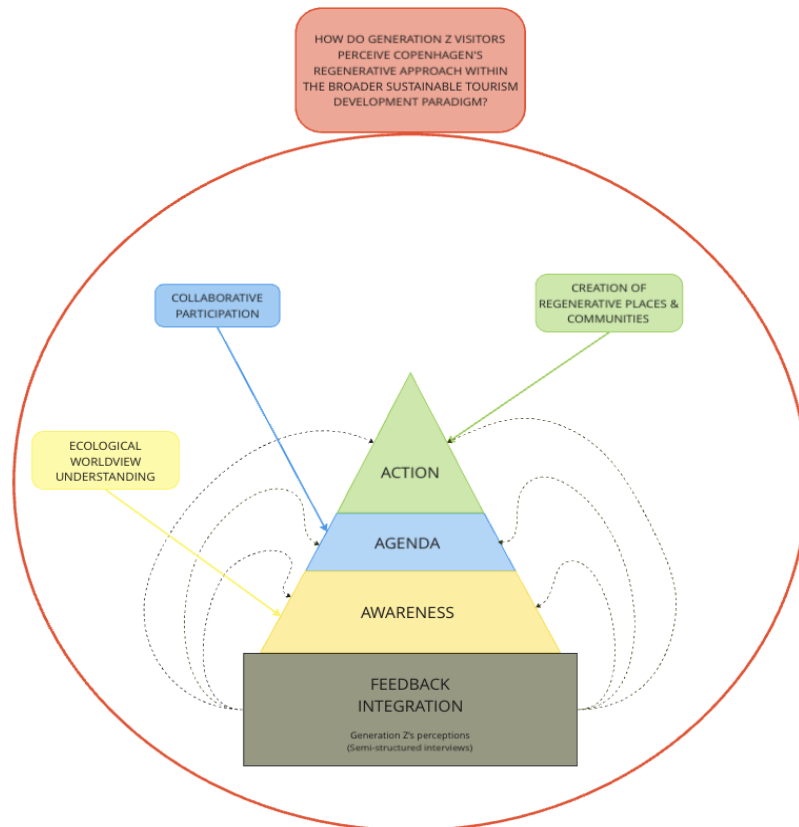 HOW DO GENERATION Z VISITORS
PERCEIVE COPENHAGEN'S
REGENERATIVE APPROACH WITHIN
THE BROADER SUSTAINABLE TOURISM
DEVELOPMENT PARADIGM?
COLLABORATIVE
PARTICIPATION
CREATION OF
REGENERATIVE PLACES &
COMMUNITIES
ECOLOGICAL
WORLDVIEW
UNDERSTANDING
ACTION
AGENDA
AWARENESS
FEEDBACK
INTEGRATION
Generation Z's perceptions
(Semi-structured interviews)